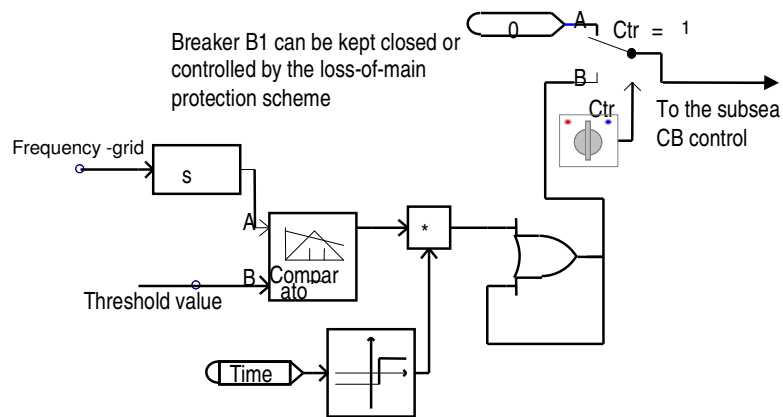 Breaker B1 can be kept closed or
controlled by the loss-of-main
protection scheme
0
A
Ctr = 1
B
Ctr
To the subsea
CB control
Frequency -grid
s
A
B
Compar
ato
Threshold value
*
Time